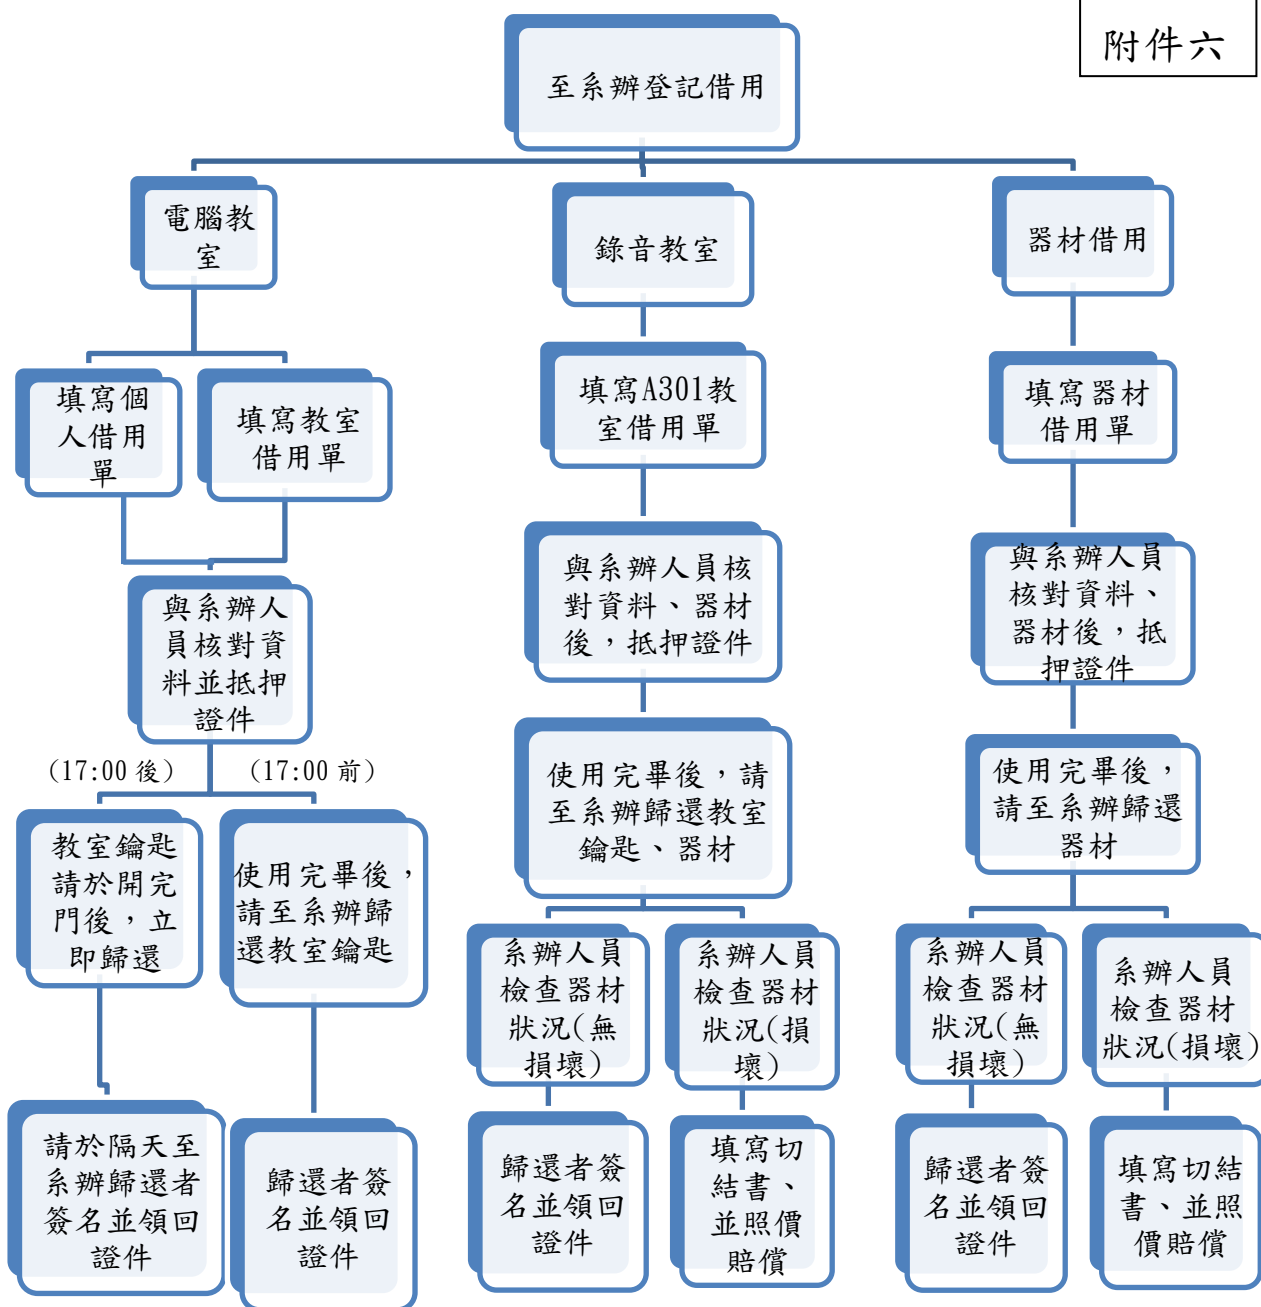 附件六
至系辦登記借用
電腦教
室
錄音教室
器材借用
填寫個
人借用
單
填寫教室
借用單
填寫A301教
室借用單
填寫器材
借用單
與系辦人
員核對資
料並抵押
證件
與系辦人員核
對資料、器材
後，抵押證件
與系辦人員
核對資料、
器材後，抵
押證件
(17:00 後)
(17:00 前)
教室鑰匙
請於開完
門後，立
即歸還
使用完畢後，
請至系辦歸
還教室鑰匙
使用完畢後，請
至系辦歸還教室
鑰匙、器材
使用完畢後，
請至系辦歸還
器材
系辦人員
檢查器材
狀況(無
損壞)
系辦人員
檢查器材
狀況(損
壞)
系辦人員
檢查器材
狀況(無
損壞)
系辦人員
檢查器材
狀況(損壞)
請於隔天至
系辦歸還者
簽名並領回
證件
歸還者簽
名並領回
證件
歸還者簽
名並領回
證件
填寫切
結書、
並照價
賠償
歸還者簽
名並領回
證件
填寫切結
書、並照
價賠償